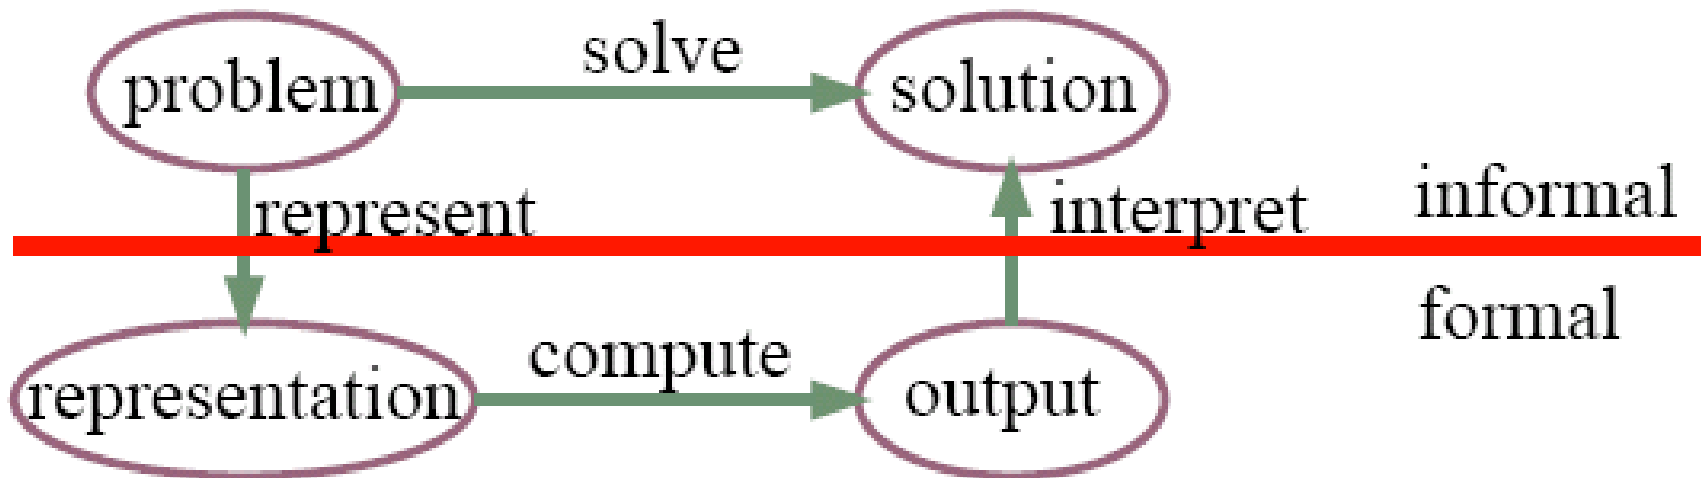 solve
problem
solution
represent
interpret
informal
formal
compute
representation
output